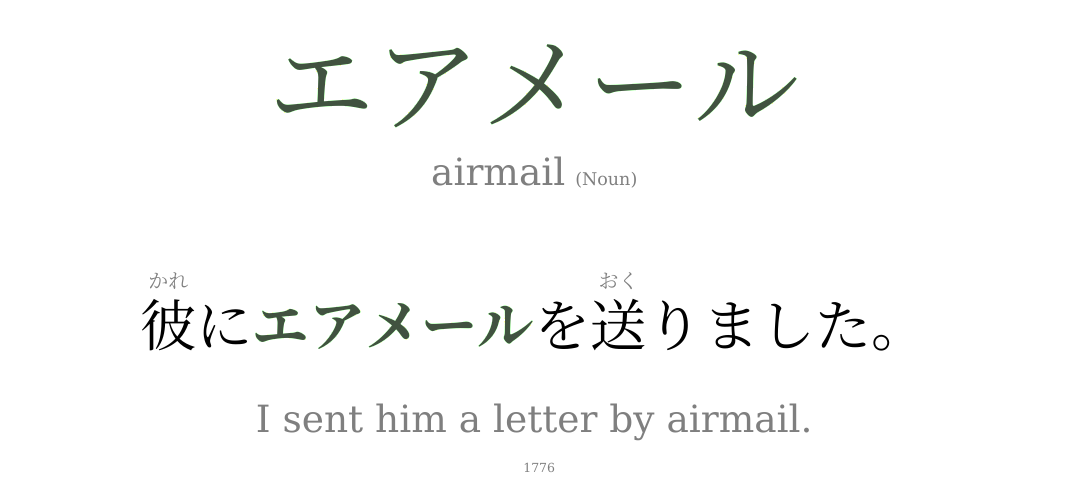 エアメール
airmail (Noun)
かれ おく
彼にエアメールを送りました。
I sent him a letter by airmail.
1776